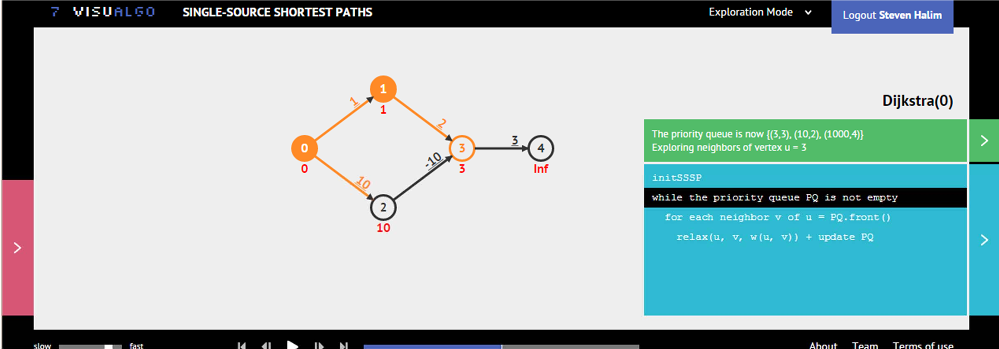 7 VISUALGO SINGLE-SOURCE SHORTEST PATHS Exploration Mode Logout Steven Halim
1
1
1
2
0
0
3
3
3
4
Inf
10
-10
2
10
Dijkstra(0)
The priority queue is now {(3,3), (10,2), (1000,4)}
Exploring neighbors of vertex u = 3
initSSSP
while the priority queue PQ is not empty
for each neighbor v of u = PQ.front()
relax(u, v, w(u, v)) + update PQ
slow fast About Team Terms of use